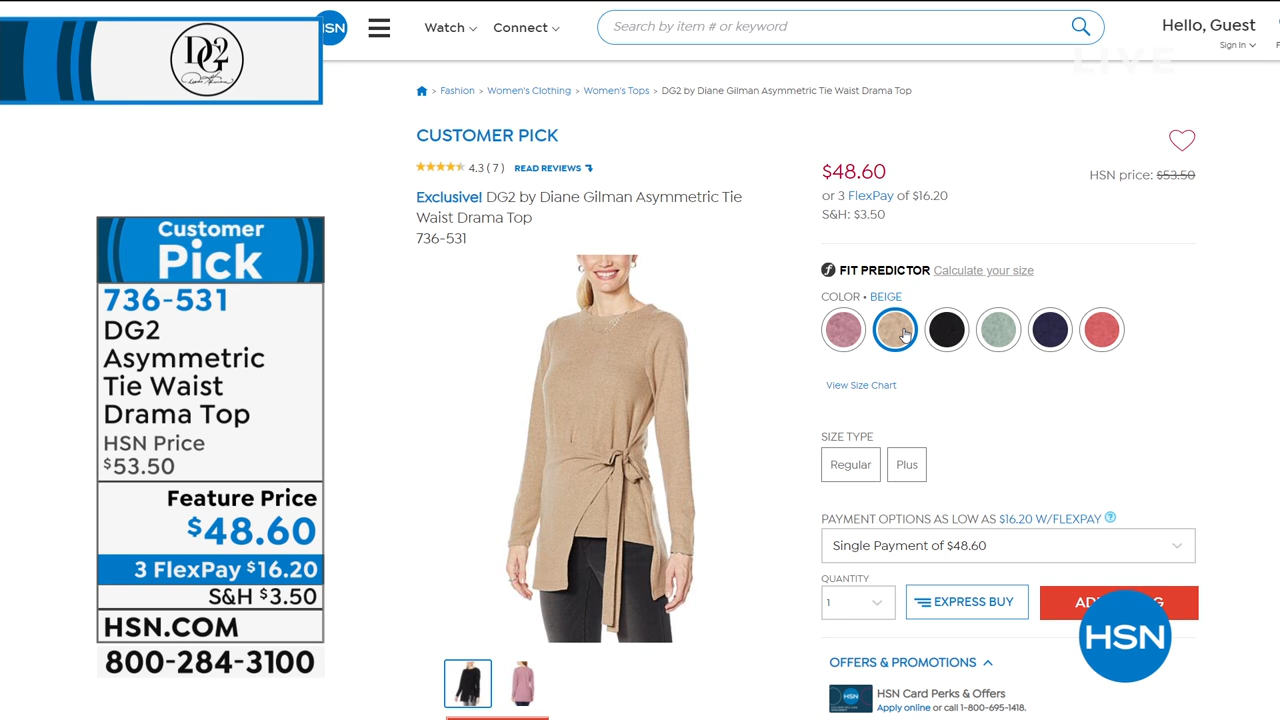 DG2
HSN
Watch
Connect
Search by item # or keyword
Hello, Guest
Sign In
LIVE
> Fashion > Women's Clothing > Women's Tops > DG2 by Diane Gilman Asymmetric Tie Waist Drama Top
CUSTOMER PICK
4.3 ( 7 ) READ REVIEWS
Exclusive! DG2 by Diane Gilman Asymmetric Tie
Waist Drama Top
736-531
$48.60
HSN price: $53.50
or 3 FlexPay of $16.20
S&H: $3.50
FIT PREDICTOR Calculate your size
COLOR • BEIGE
View Size Chart
SIZE TYPE
Regular
Plus
PAYMENT OPTIONS AS LOW AS $16.20 W/FLEXPAY ?
Single Payment of $48.60
QUANTITY
1
EXPRESS BUY
HSN
OFFERS & PROMOTIONS
HSN
HSN Card Perks & Offers
Apply online or call 1-800-695-1418.
Customer
Pick
736-531
DG2
Asymmetric
Tie Waist
Drama Top
HSN Price
$53.50
Feature Price
$48.60
3 FlexPay $16.20
S&H $3.50
HSN.COM
800-284-3100